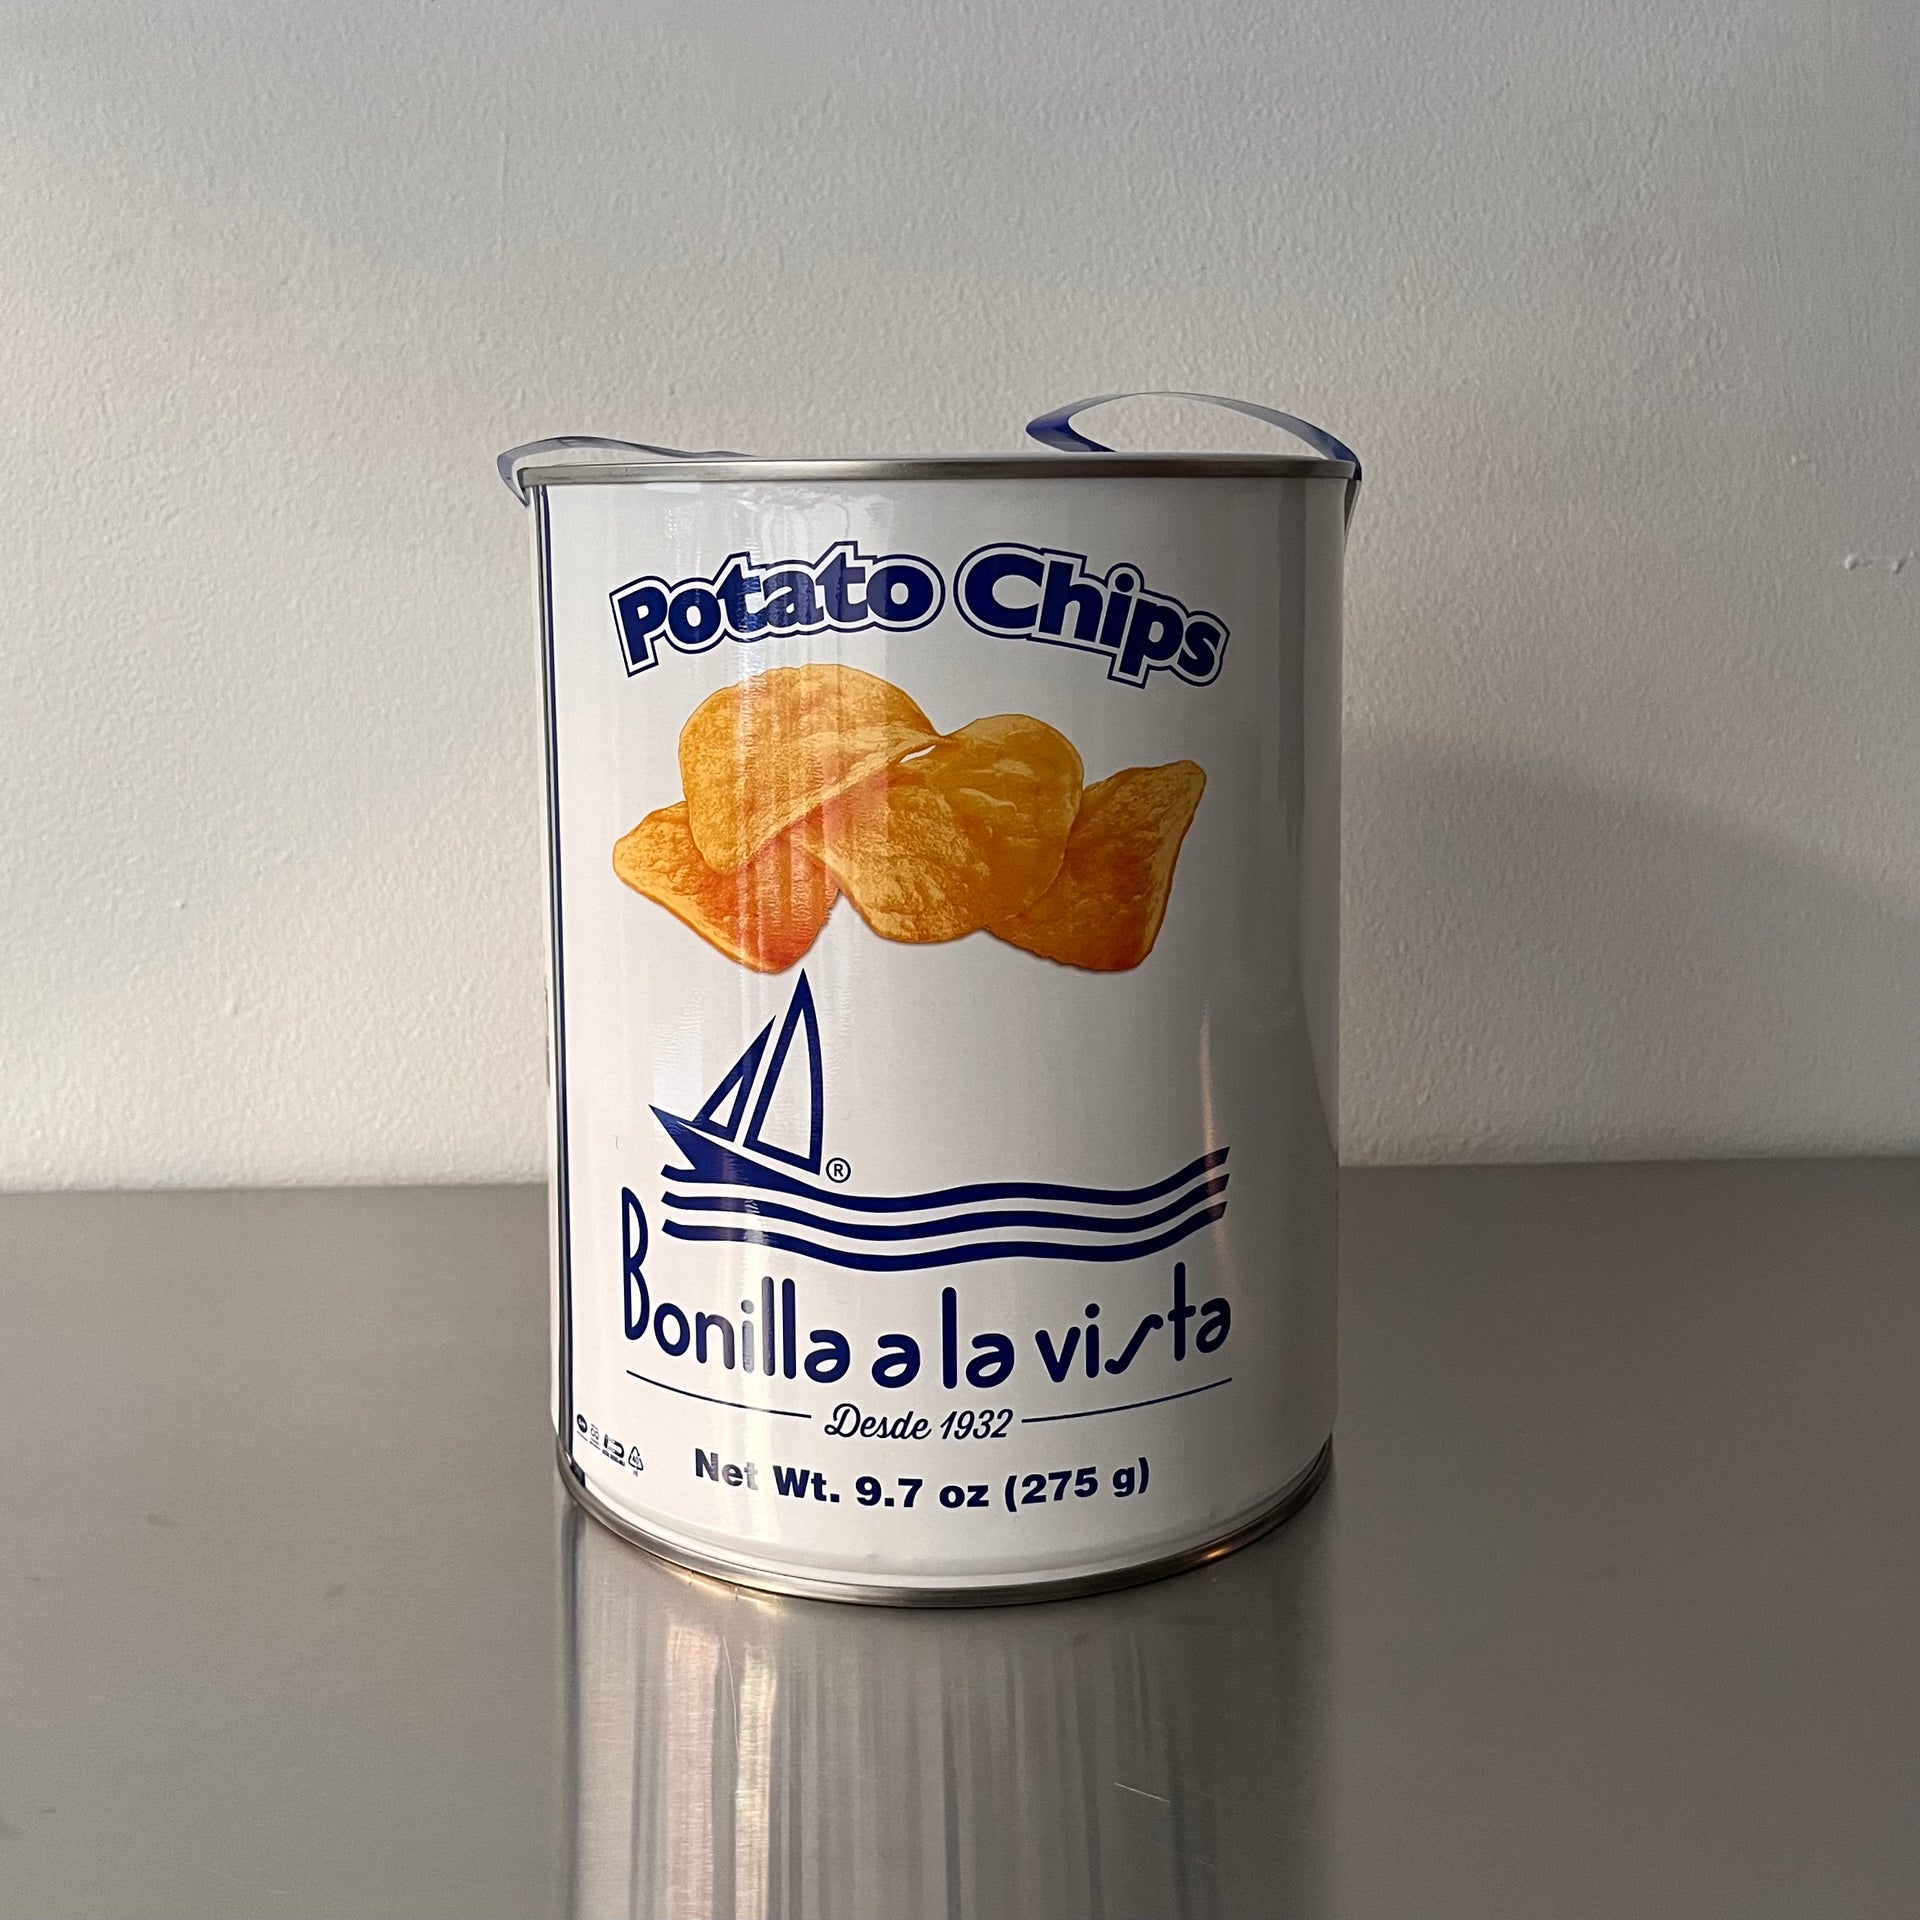 Potato Chips
®
Bonilla a la vista
Desde 1932
Net Wt. 9.7 oz (275 g)